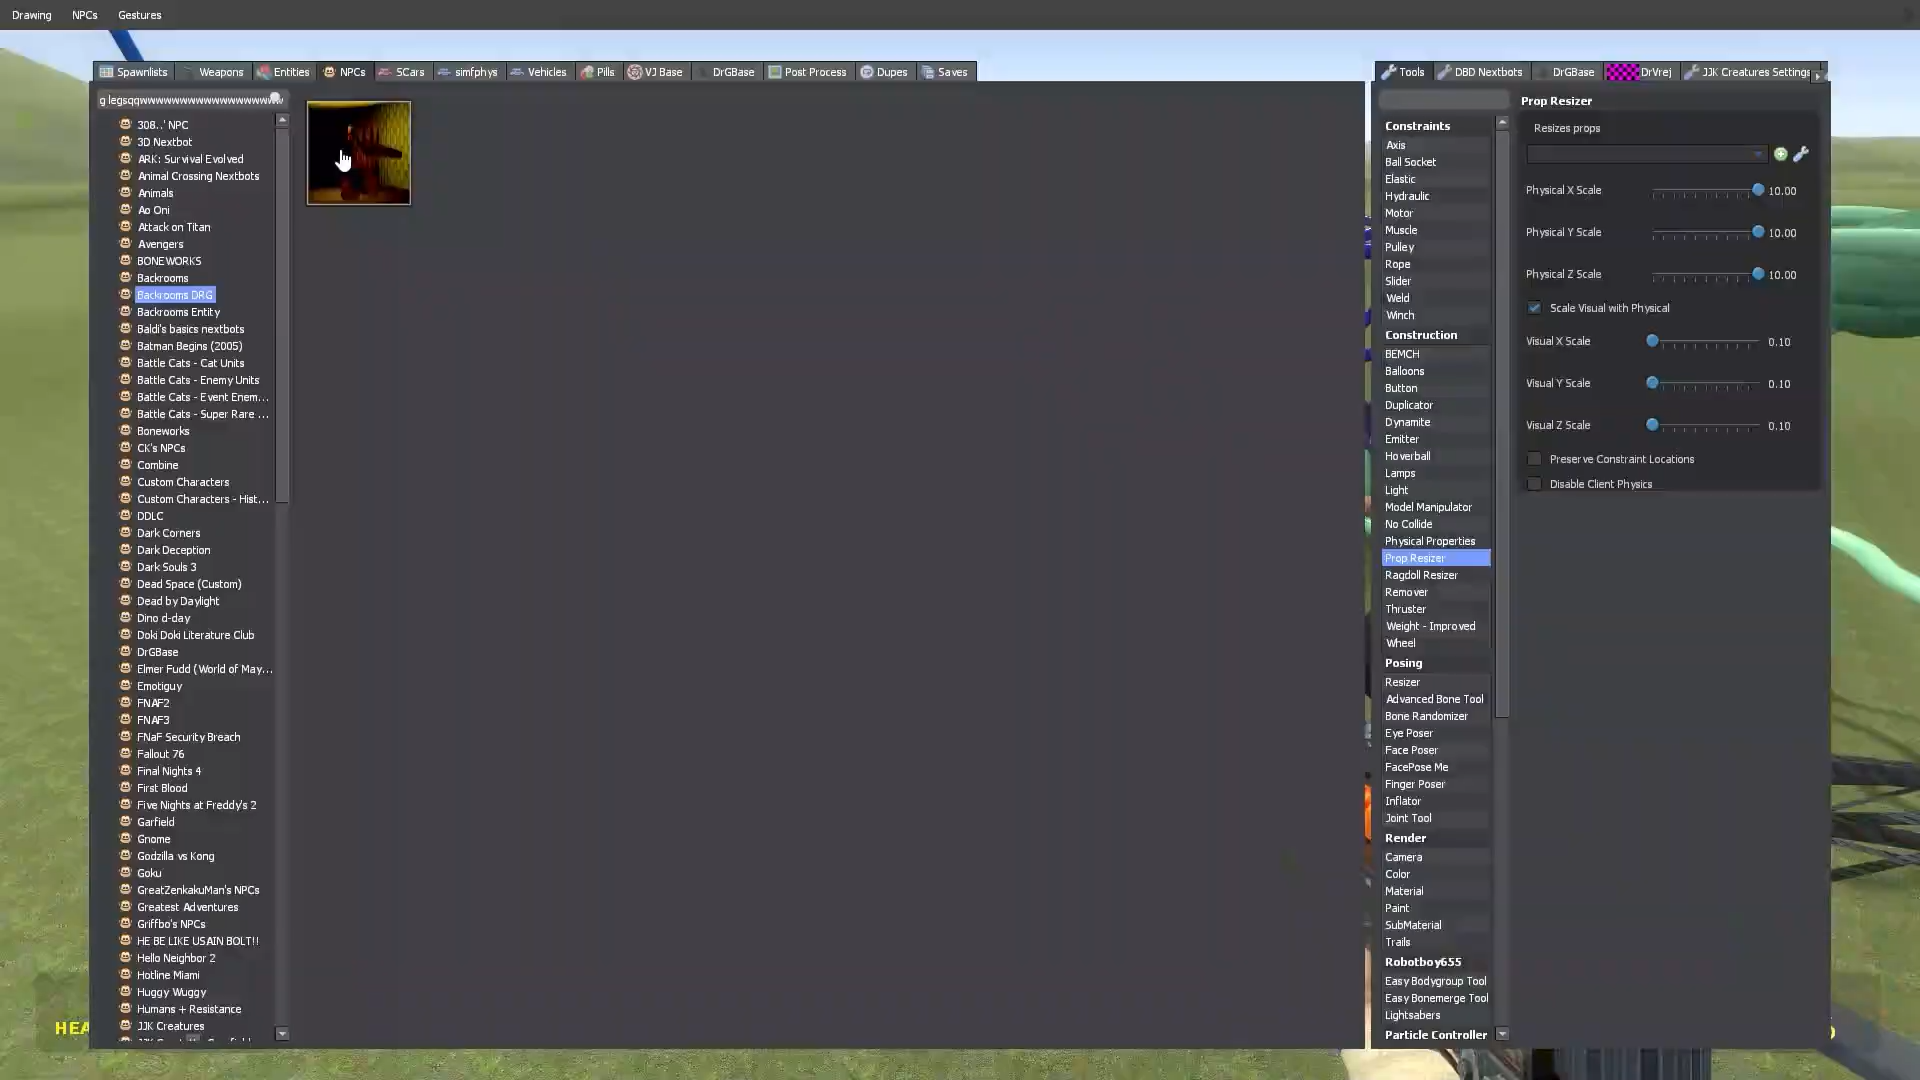 Drawing NPCs Gestures
Spawnlists Weapons Entities NPCs SCars simfphys Vehicles Pills VJ Base DrGBase Post Process Dupes Saves
g legsqqwwwwwwwwwwwwwwwwww
308..' NPC
3D Nextbot
ARK: Survival Evolved
Animal Crossing Nextbots
Animals
Ao Oni
Attack on Titan
Avengers
BONEWORKS
Backrooms
Backrooms DRG
Backrooms Entity
Baldi's basics nextbots
Batman Begins (2005)
Battle Cats - Cat Units
Battle Cats - Enemy Units
Battle Cats - Event Enem...
Battle Cats - Super Rare ...
Boneworks
CK's NPCs
Combine
Custom Characters
Custom Characters - Hist...
DDLC
Dark Corners
Dark Deception
Dark Souls 3
Dead Space (Custom)
Dead by Daylight
Dino d-day
Doki Doki Literature Club
DrGBase
Elmer Fudd (World of May...
Emotiguy
FNAF2
FNAF3
FNaF Security Breach
Fallout 76
Final Nights 4
First Blood
Five Nights at Freddy's 2
Garfield
Gnome
Godzilla vs Kong
Goku
GreatZenkakuMan's NPCs
Greatest Adventures
Griffbo's NPCs
HE BE LIKE USAIN BOLT!!
Hello Neighbor 2
Hotline Miami
Huggy Wuggy
Humans + Resistance
JJK Creatures
HEA
Tools DBD Nextbots DrGBase DrVrej JJK Creatures Settings
Constraints
Axis
Ball Socket
Elastic
Hydraulic
Motor
Muscle
Pulley
Rope
Slider
Weld
Winch
Construction
BEMCH
Balloons
Button
Duplicator
Dynamite
Emitter
Hoverball
Lamps
Light
Model Manipulator
No Collide
Physical Properties
Prop Resizer
Ragdoll Resizer
Remover
Thruster
Weight - Improved
Wheel
Posing
Resizer
Advanced Bone Tool
Bone Randomizer
Eye Poser
Face Poser
FacePose Me
Finger Poser
Inflator
Joint Tool
Render
Camera
Color
Material
Paint
SubMaterial
Trails
Robotboy655
Easy Bodygroup Tool
Easy Bonemerge Tool
Lightsabers
Particle Controller
Prop Resizer
Resizes props
Physical X Scale 10.00
Physical Y Scale 10.00
Physical Z Scale 10.00
Scale Visual with Physical
Visual X Scale 0.10
Visual Y Scale 0.10
Visual Z Scale 0.10
Preserve Constraint Locations
Disable Client Physics